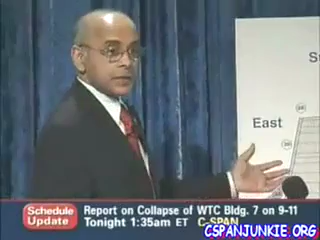 Su
East
Schedule Report on Collapse of WTC Bldg. 7 on 9-11
Update Tonight 1:35am ET C-SPAN
CSPANJUNKIE.ORG